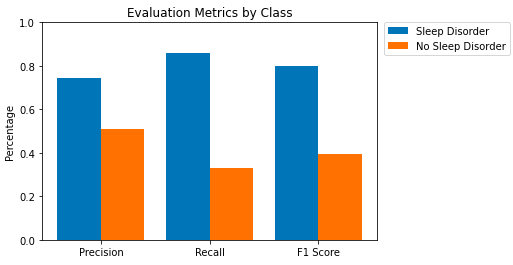 Evaluation Metrics by Class
Sleep Disorder
No Sleep Disorder
Percentage
1.0
0.8
0.6
0.4
0.2
0.0
Precision
Recall
F1 Score